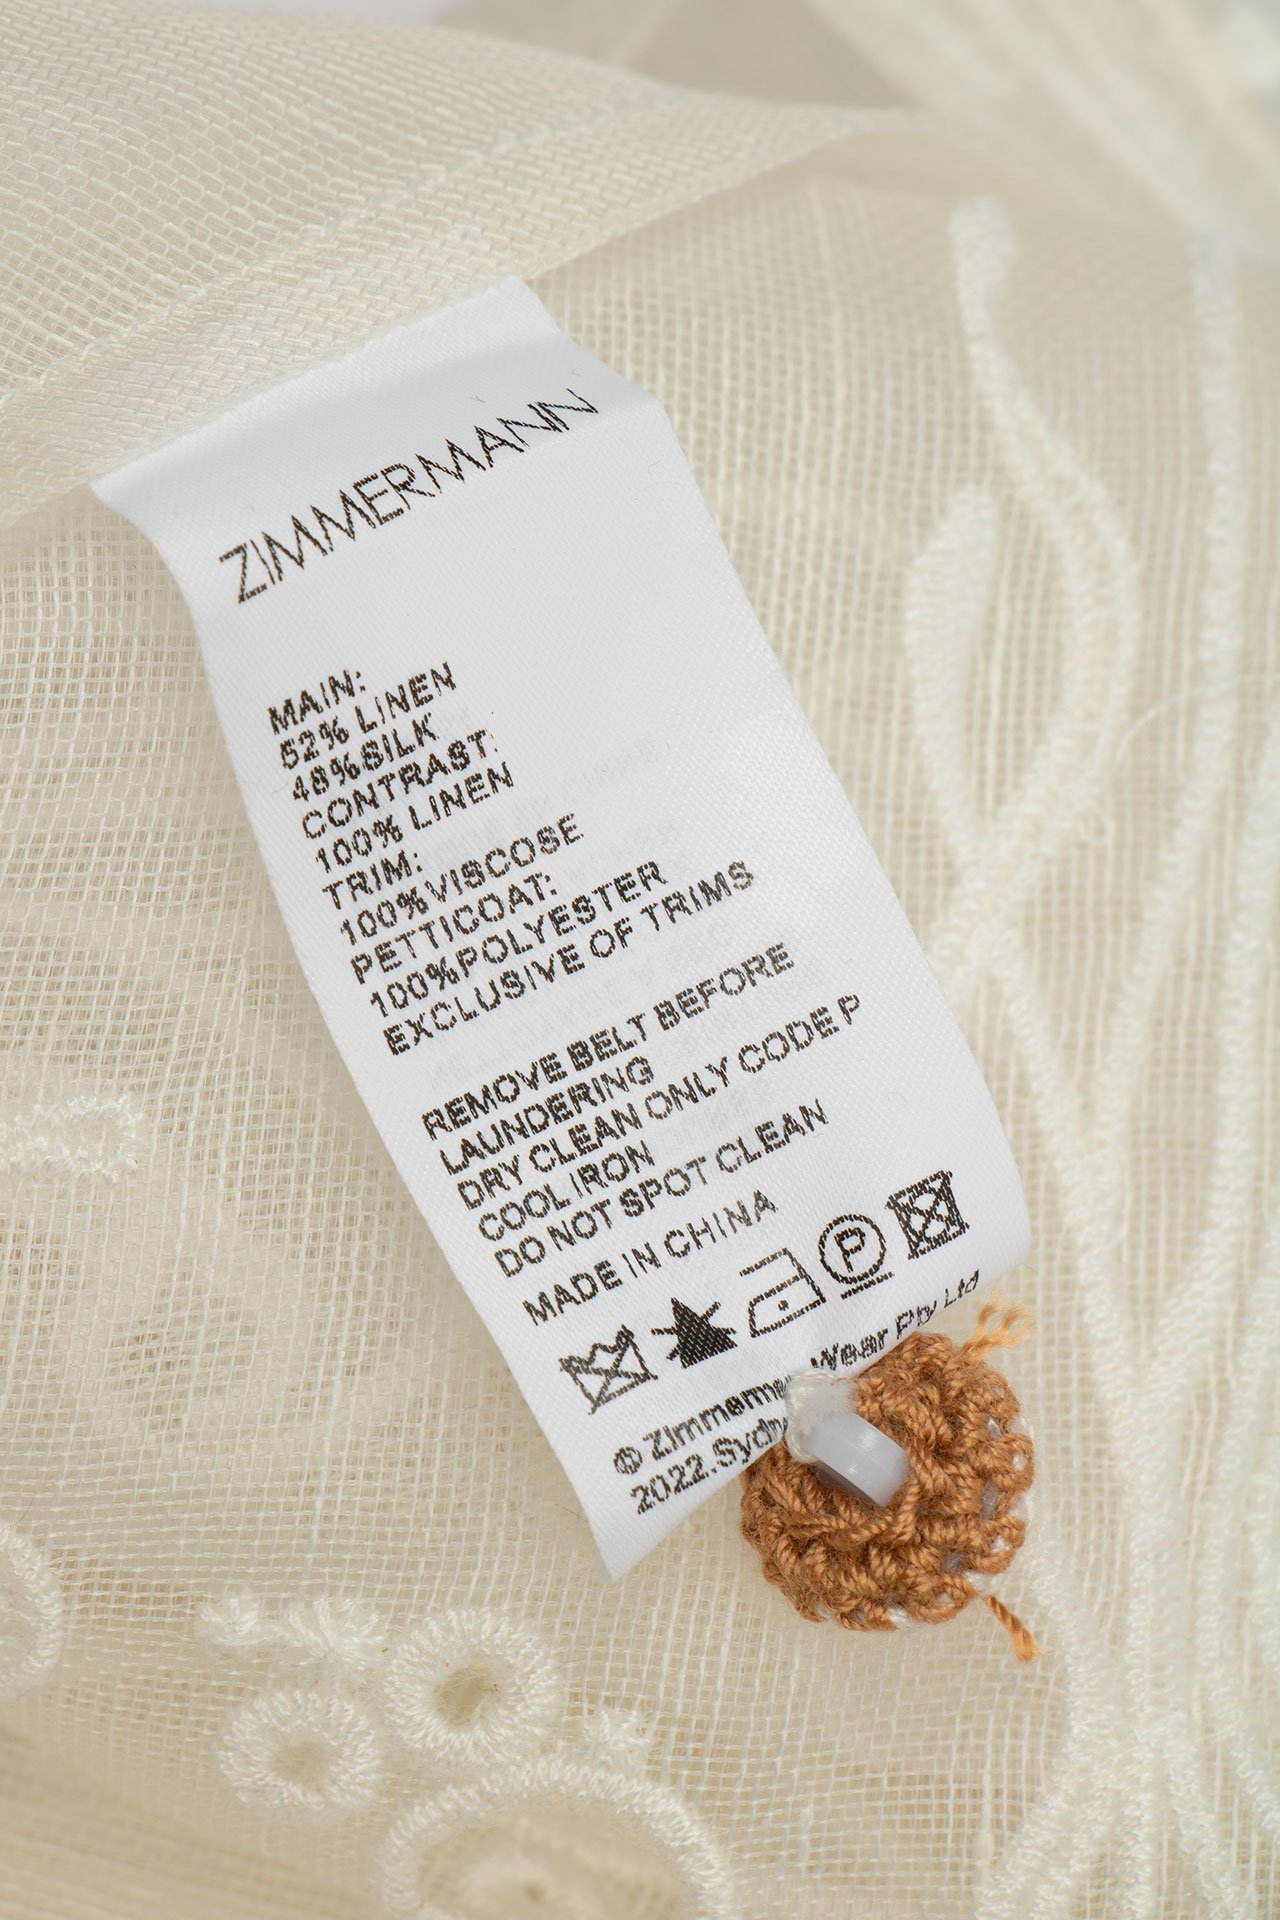 ZIMMERMANN
MAIN:
52% LINEN
48%SILK
CONTRAST:
100% LINEN
TRIM:
100%VISCOSE
PETTICOAT:
100%POLYESTER
EXCLUSIVE OF TRIMS
REMOVE BELT BEFORE
LAUNDERING
DRY CLEAN ONLY CODE P
COOL IRON
DO NOT SPOT CLEAN
MADE IN CHINA
P
© Wear Pty Ltd
2022.